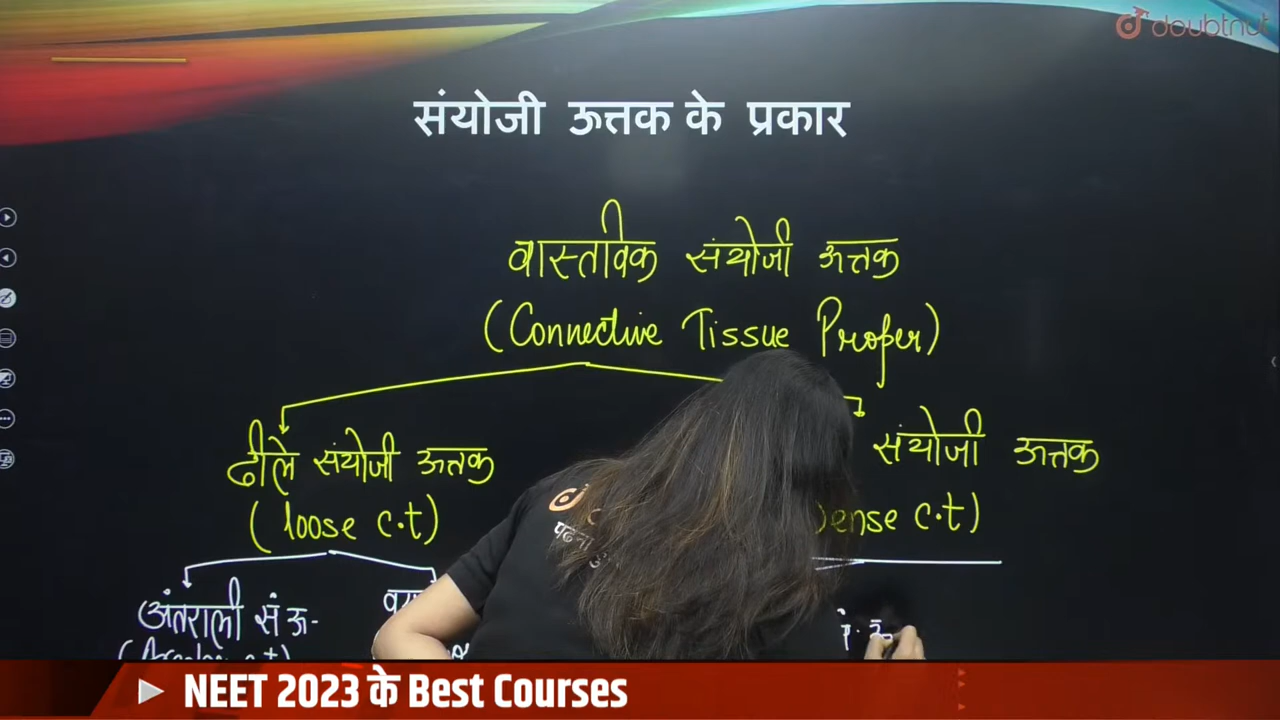 doubtnut
संयोजी ऊत्तक के प्रकार
वास्तविक संयोजी ऊत्तक
(Connective Tissue Proper)
ढीले संयोजी ऊत्तक
संयोजी ऊत्तक
(loose c.t)
Dense c.t)
अंतराली सं ऊ.
NEET 2023 के Best Courses